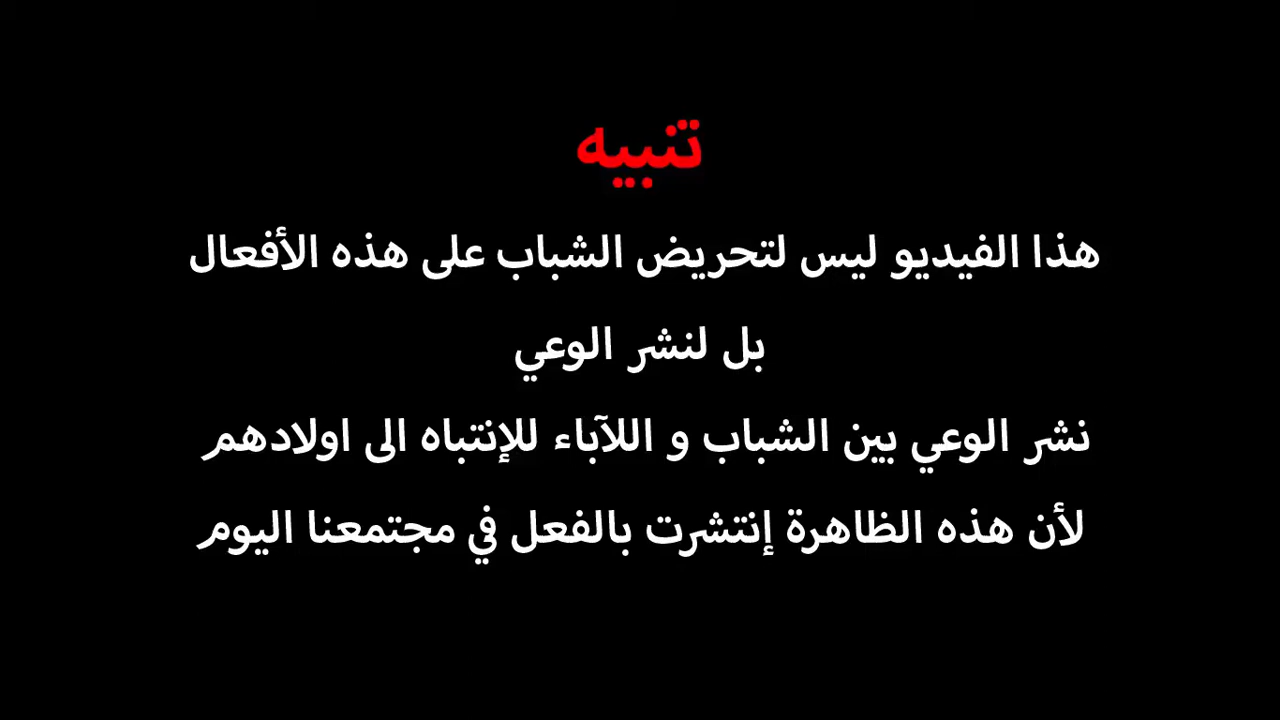 تنبيه
هذا الفيديو ليس لتحريض الشباب على هذه الأفعال
بل لنشر الوعي
نشر الوعي بين الشباب و اللآباء للإنتباه الى اولادهم
لأن هذه الظاهرة إنتشرت بالفعل في مجتمعنا اليوم